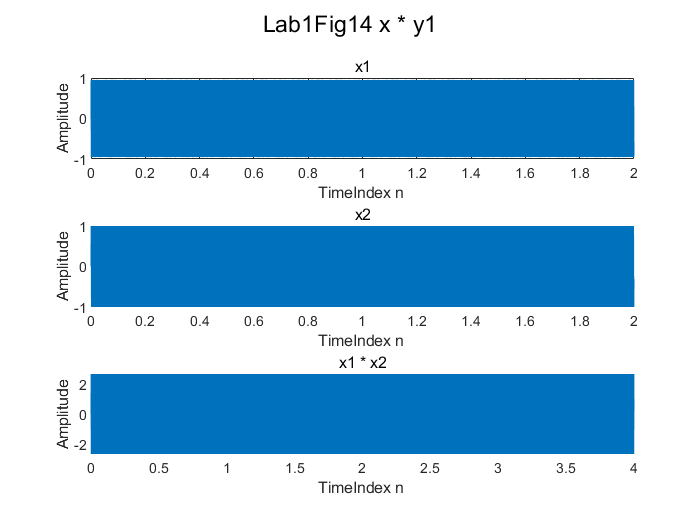 Lab1Fig14 x * y1
x1
Amplitude
1
0
-1
0 0.2 0.4 0.6 0.8 1 1.2 1.4 1.6 1.8 2
TimeIndex n
x2
Amplitude
1
0
-1
0 0.2 0.4 0.6 0.8 1 1.2 1.4 1.6 1.8 2
TimeIndex n
x1 * x2
Amplitude
2
0
-2
0 0.5 1 1.5 2 2.5 3 3.5 4
TimeIndex n